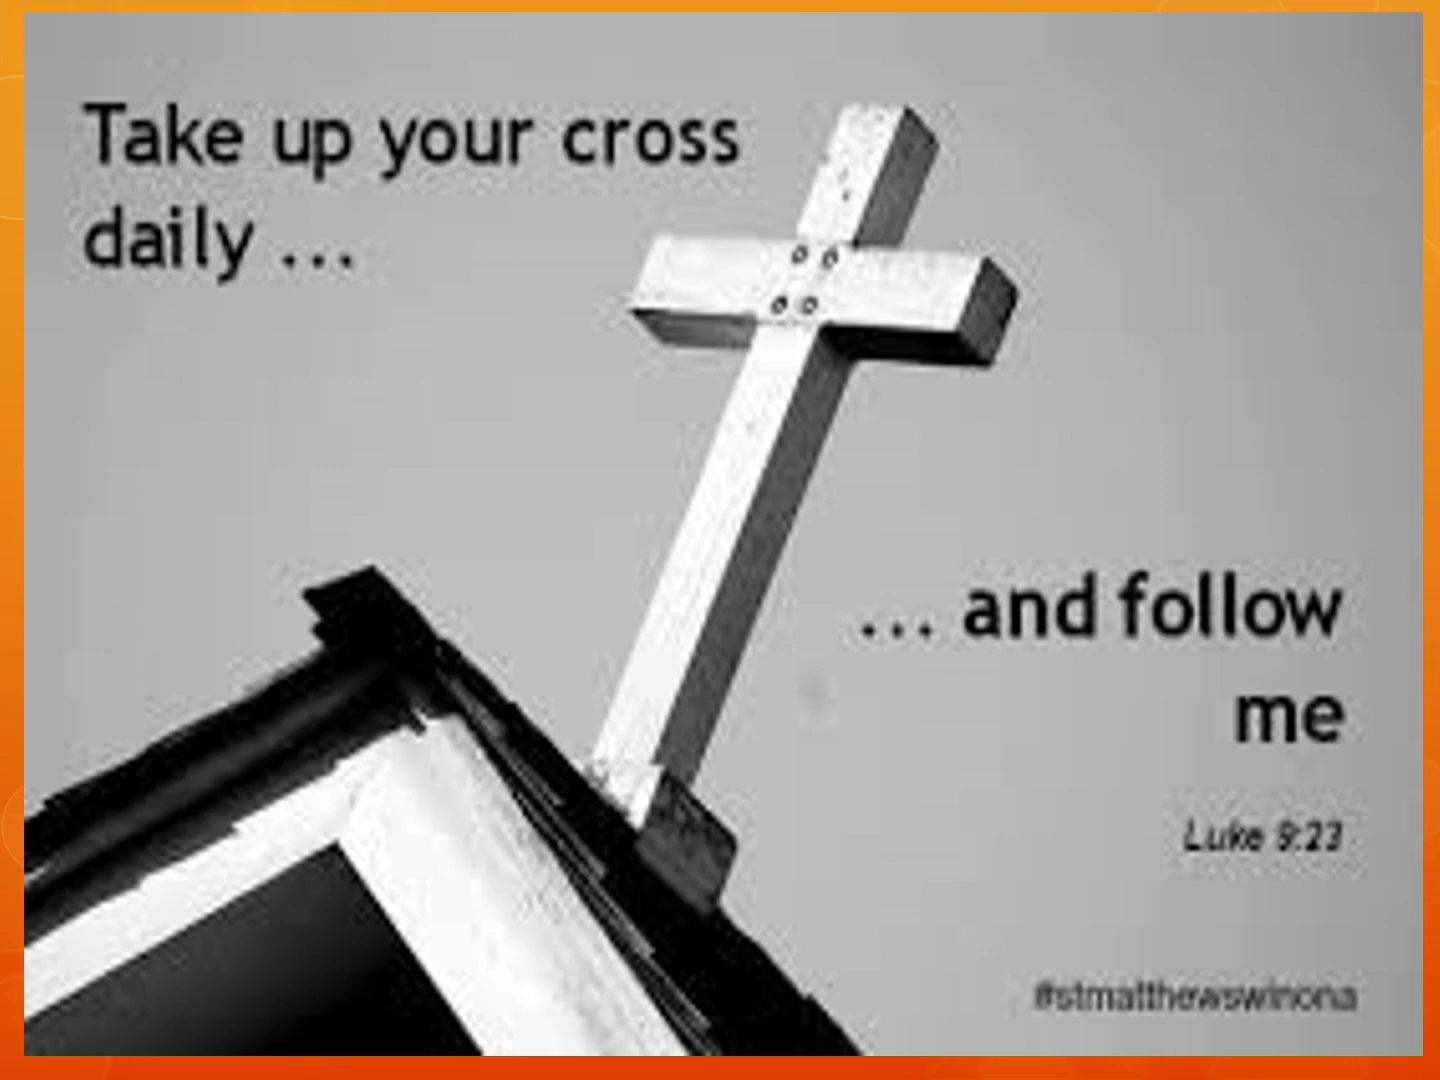 Take up your cross
daily ...
... and follow
me
Luke 9:23
#stmatthewswinona